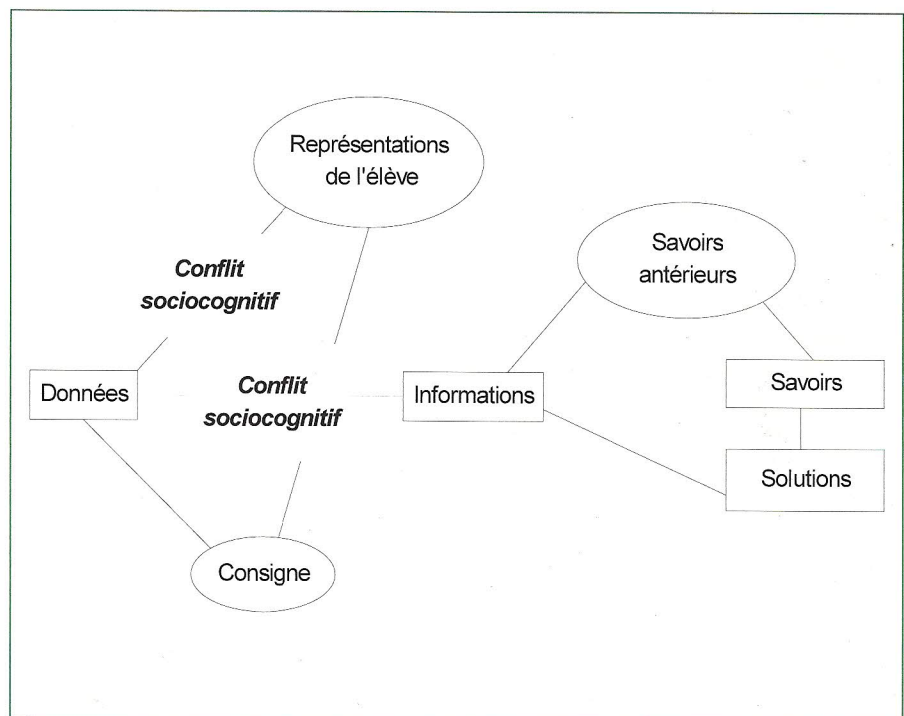 Représentations
de l'élève
Savoirs
antérieurs
Conflit
sociocognitif
Données
Conflit
sociocognitif
Informations
Savoirs
Solutions
Consigne